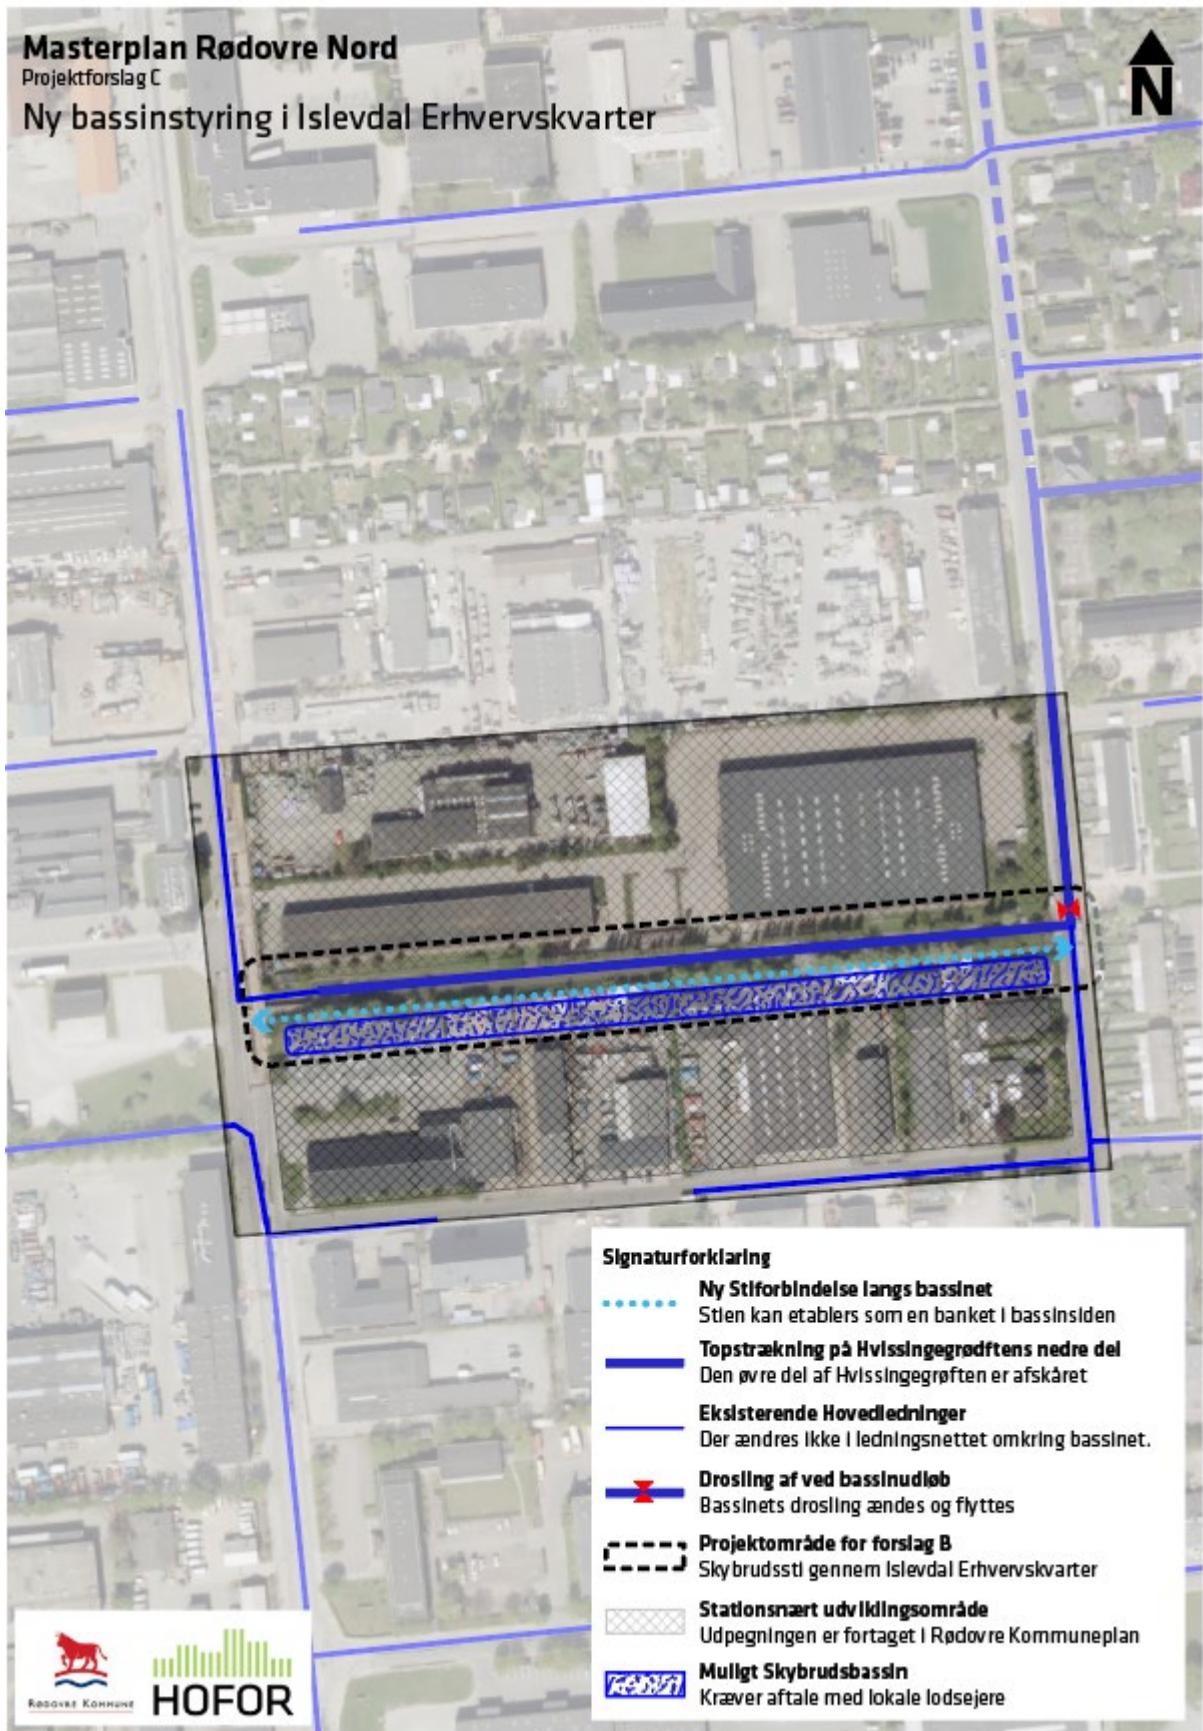 Masterplan Rødovre Nord
Projektforslag C
Ny bassinstyring i Islevdal Erhvervskvarter
N
Signaturforklaring
Ny Stiforbindelse langs bassinet
Stien kan etablers som en banket i bassinsiden
Topstrækning på Hvissingegrødftens nedre del
Den øvre del af Hvissingegrøften er afskåret
Eksisterende Hovedledninger
Der ændres ikke i ledningsnettet omkring bassinet.
Drosling af ved bassinudløb
Bassinets drosling ændes og flyttes
Projektområde for forslag B
Skybrudssti gennem Islevdal Erhvervskvarter
Stationsnært udviklingsområde
Udpegningen er fortaget i Rødovre Kommuneplan
Muligt Skybrudsbassin
Kræver aftale med lokale lodsejere
RØDOVRE KOMMUNE
HOFOR